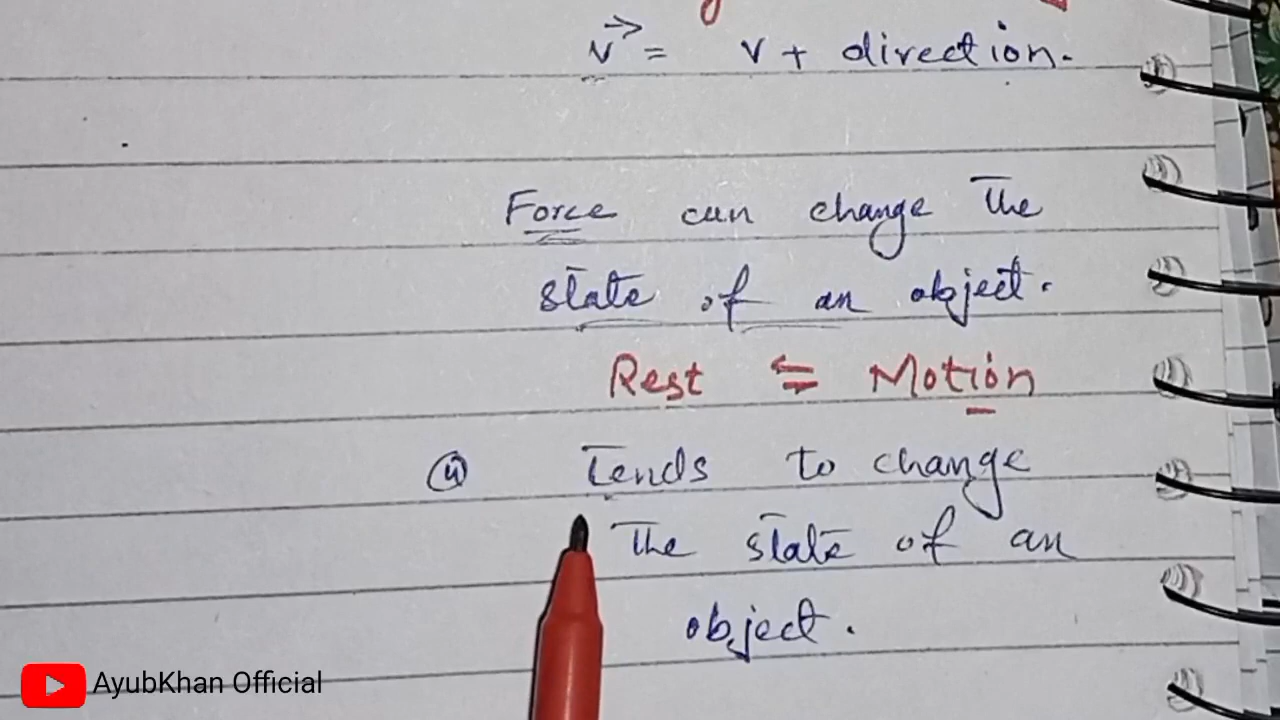 v⃗ = v + direction.
Force can change the
state of an object.
Rest ⇆ Motion
④ Tends to change
the state of an
object.
AyubKhan Official